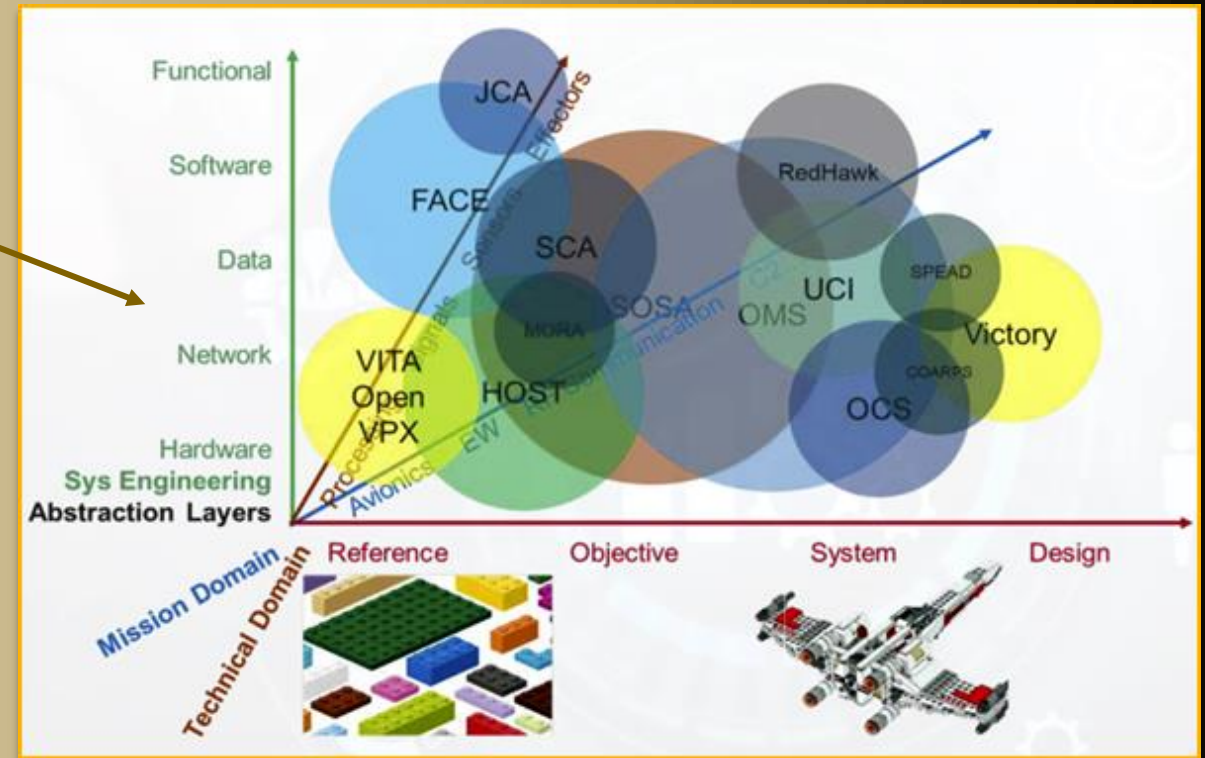 Functional
Software
Data
Network
Hardware
Sys Engineering
Abstraction Layers
Mission Domain
Technical Domain
Reference
Objective
System
Design
Processing
Signals
Sensors
Effectors
Avionics
EW
Communication
C2
JCA
FACE
SCA
MORA
VITA
Open
VPX
HOST
SOSA
OMS
RedHawk
UCI
SPEAD
Victory
COARPS
OCS